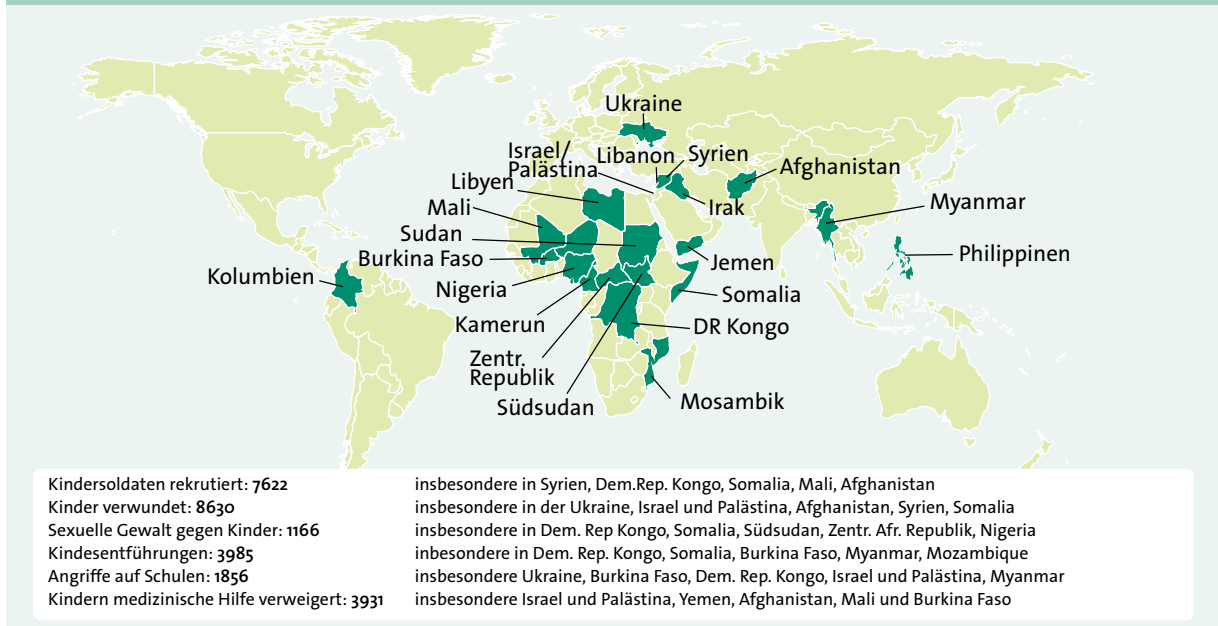 Ukraine
Israel/
Palästina
Libanon
Syrien
Afghanistan
Libyen
Irak
Mali
Myanmar
Sudan
Burkina Faso
Jemen
Philippinen
Kolumbien
Nigeria
Somalia
Kamerun
DR Kongo
Zentr.
Republik
Südsudan
Mosambik
Kindersoldaten rekrutiert: 7622 insbesondere in Syrien, Dem.Rep. Kongo, Somalia, Mali, Afghanistan
Kinder verwundet: 8630 insbesondere in der Ukraine, Israel und Palästina, Afghanistan, Syrien, Somalia
Sexuelle Gewalt gegen Kinder: 1166 insbesondere in Dem. Rep Kongo, Somalia, Südsudan, Zentr. Afr. Republik, Nigeria
Kindesentführungen: 3985 inbesondere in Dem. Rep. Kongo, Somalia, Burkina Faso, Myanmar, Mozambique
Angriffe auf Schulen: 1856 insbesondere Ukraine, Burkina Faso, Dem. Rep. Kongo, Israel und Palästina, Myanmar
Kindern medizinische Hilfe verweigert: 3931 insbesondere Israel und Palästina, Yemen, Afghanistan, Mali und Burkina Faso